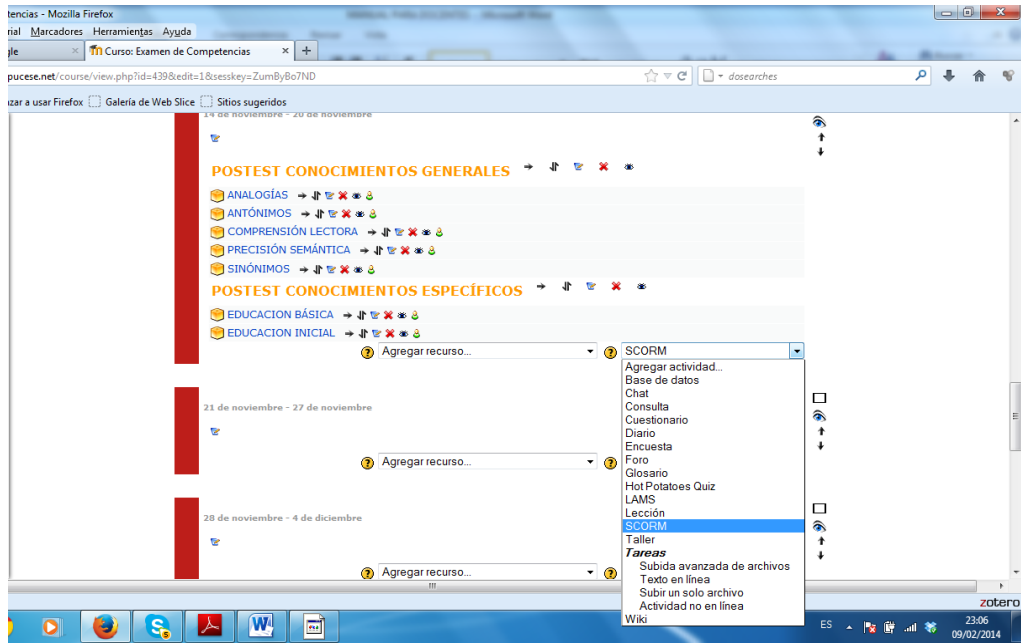 tencias - Mozilla Firefox
rial Marcadores Herramientas Ayuda
gle × Curso: Examen de Competencias × +
pucese.net/course/view.php?id=439&edit=1&sesskey=ZumByBo7ND dosearches
zar a usar Firefox Galería de Web Slice Sitios sugeridos
14 de noviembre - 20 de noviembre
POSTEST CONOCIMIENTOS GENERALES
ANALOGÍAS
ANTÓNIMOS
COMPRENSIÓN LECTORA
PRECISIÓN SEMÁNTICA
SINÓNIMOS
POSTEST CONOCIMIENTOS ESPECÍFICOS
EDUCACION BÁSICA
EDUCACION INICIAL
Agregar recurso... SCORM
Agregar actividad...
Base de datos
Chat
Consulta
Cuestionario
Diario
Encuesta
Foro
Glosario
Hot Potatoes Quiz
LAMS
Lección
SCORM
Taller
Tareas
Subida avanzada de archivos
Texto en línea
Subir un solo archivo
Actividad no en línea
Wiki
21 de noviembre - 27 de noviembre
Agregar recurso...
28 de noviembre - 4 de diciembre
Agregar recurso...
zotero
ES 23:06
09/02/2014